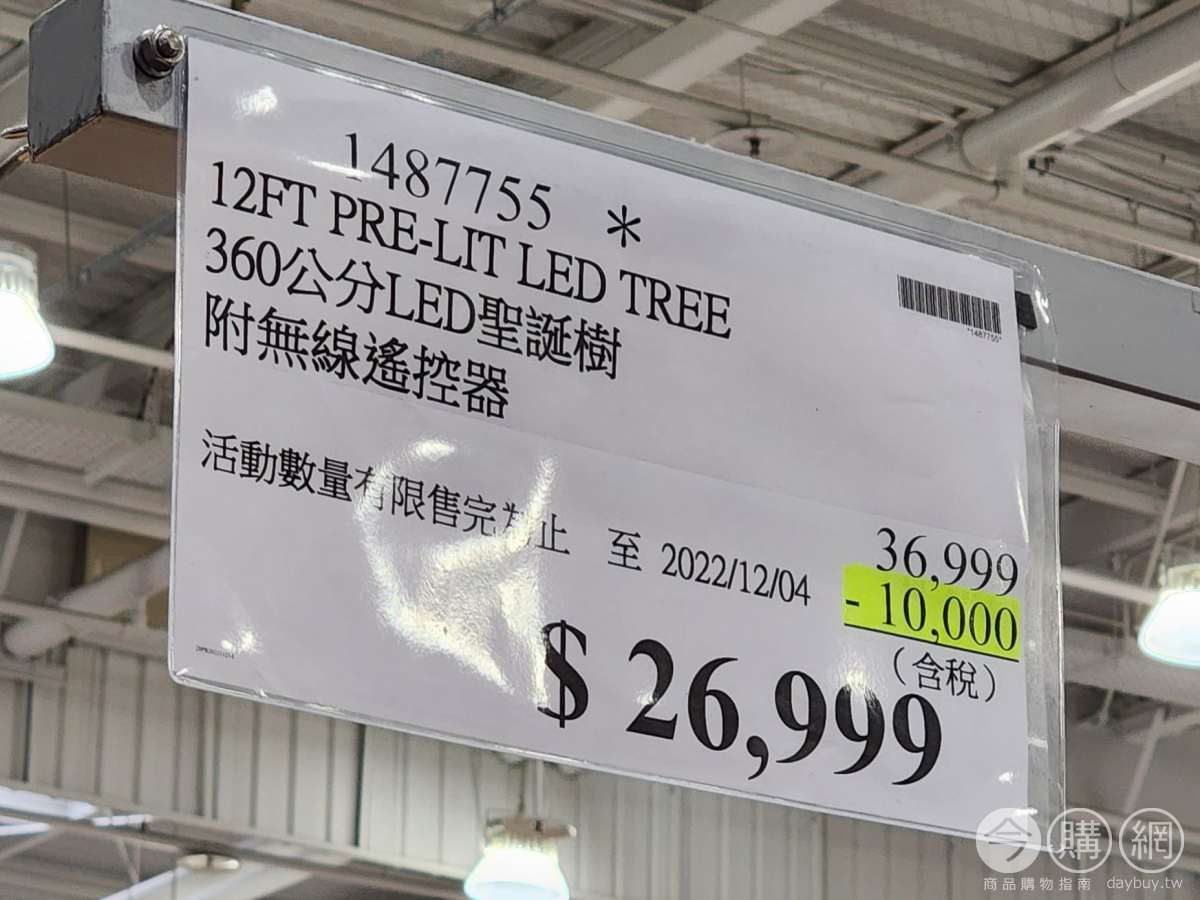 1487755 *
12FT PRE-LIT LED TREE
360公分LED聖誕樹
附無線遙控器
*1487755*
活動數量有限售完為止 至 2022/12/04
36,999
- 10,000
(含稅)
$ 26,999
今購網
商品購物指南 daybuy.tw